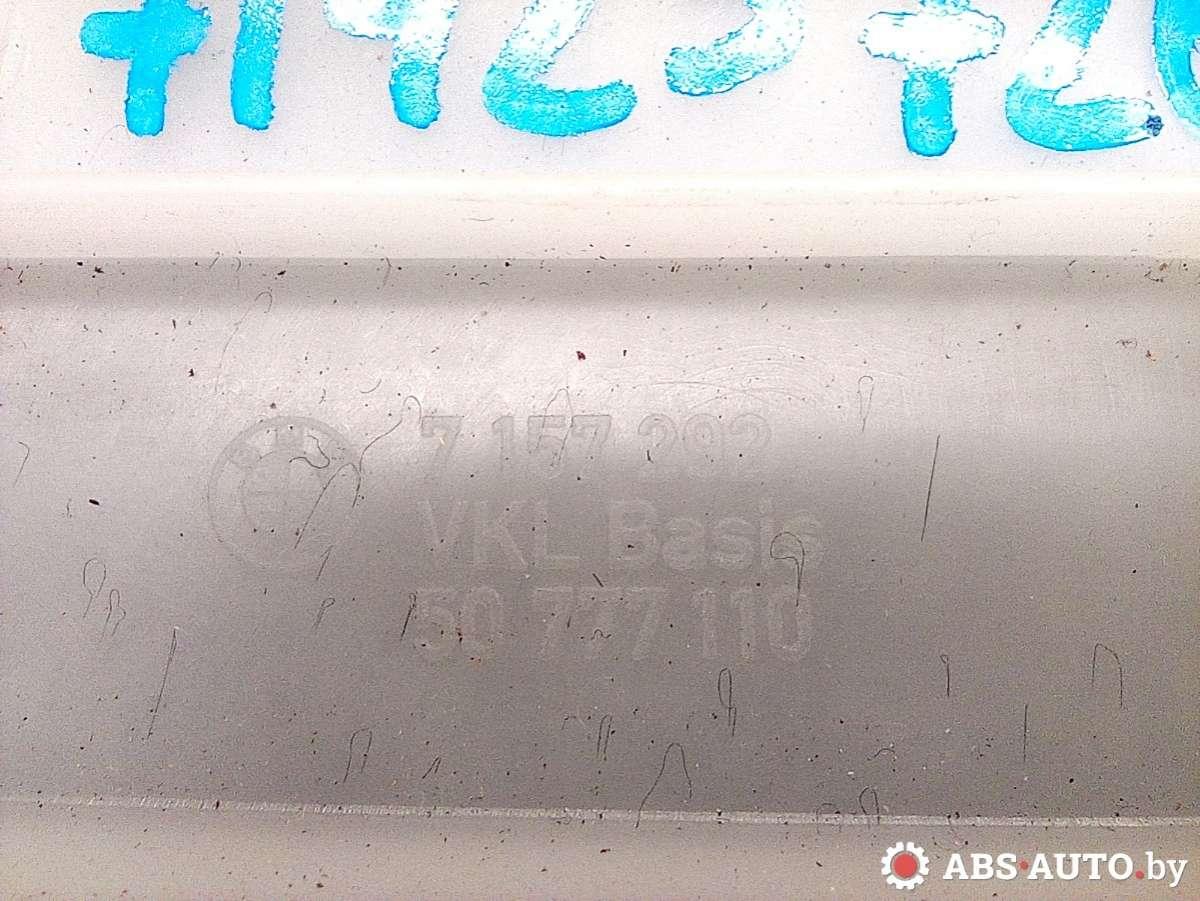 7 157 292
VKL Basis
50 777 110
ABS·AUTO.by